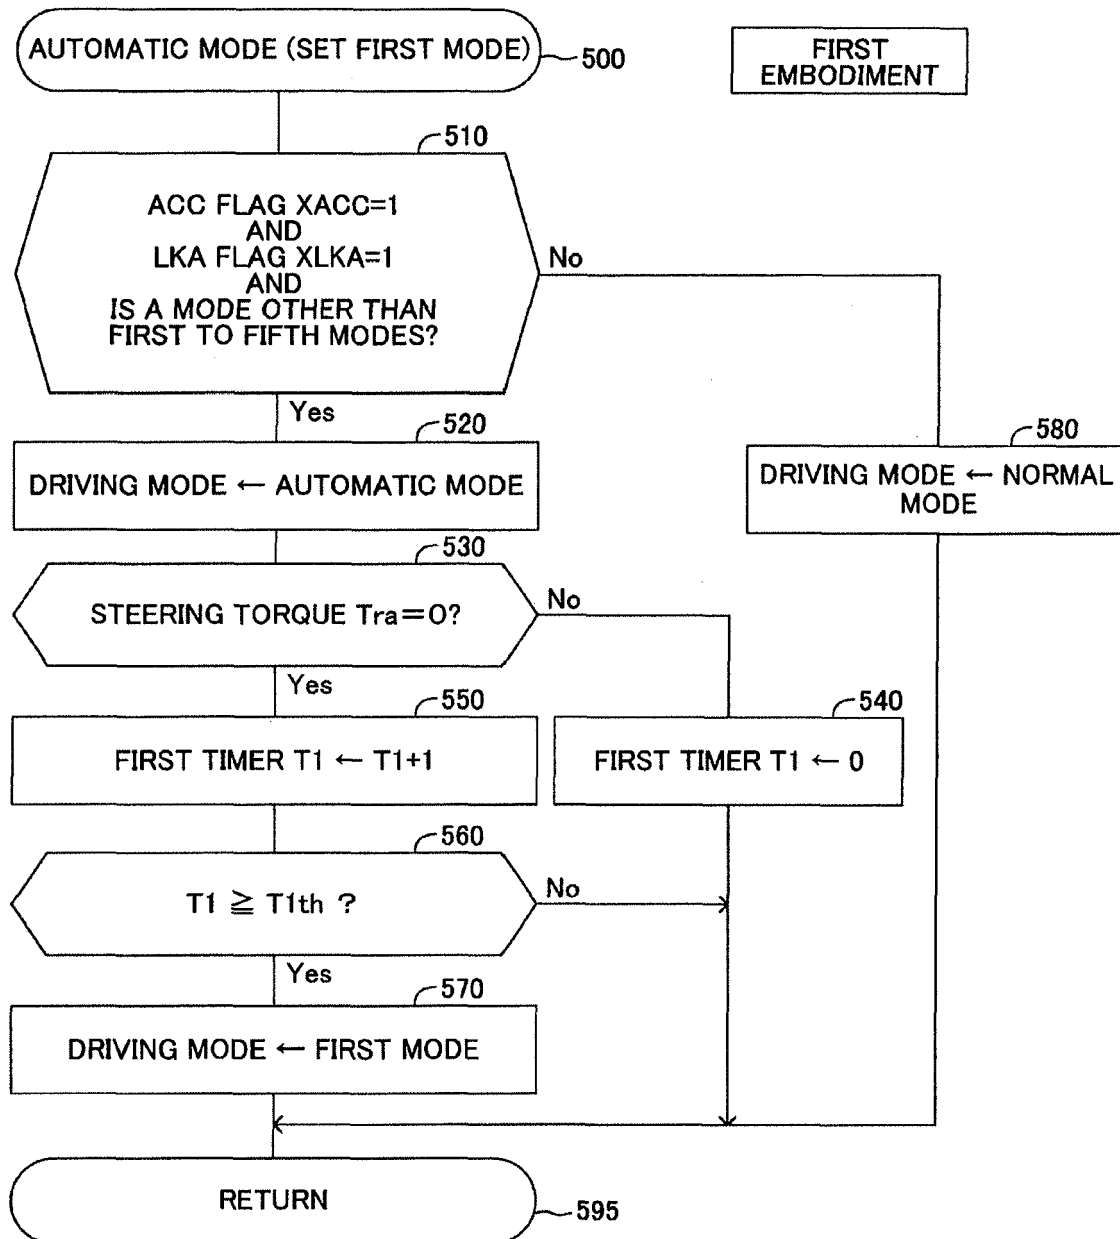 AUTOMATIC MODE (SET FIRST MODE)
500
FIRST
EMBODIMENT
510
ACC FLAG XACC=1
AND
LKA FLAG XLKA=1
AND
IS A MODE OTHER THAN
FIRST TO FIFTH MODES?
No
Yes
520
DRIVING MODE ← AUTOMATIC MODE
580
DRIVING MODE ← NORMAL
MODE
530
STEERING TORQUE Tra=0?
No
Yes
550
FIRST TIMER T1 ← T1+1
540
FIRST TIMER T1 ← 0
560
T1 ≧ T1th ?
No
Yes
570
DRIVING MODE ← FIRST MODE
RETURN
595